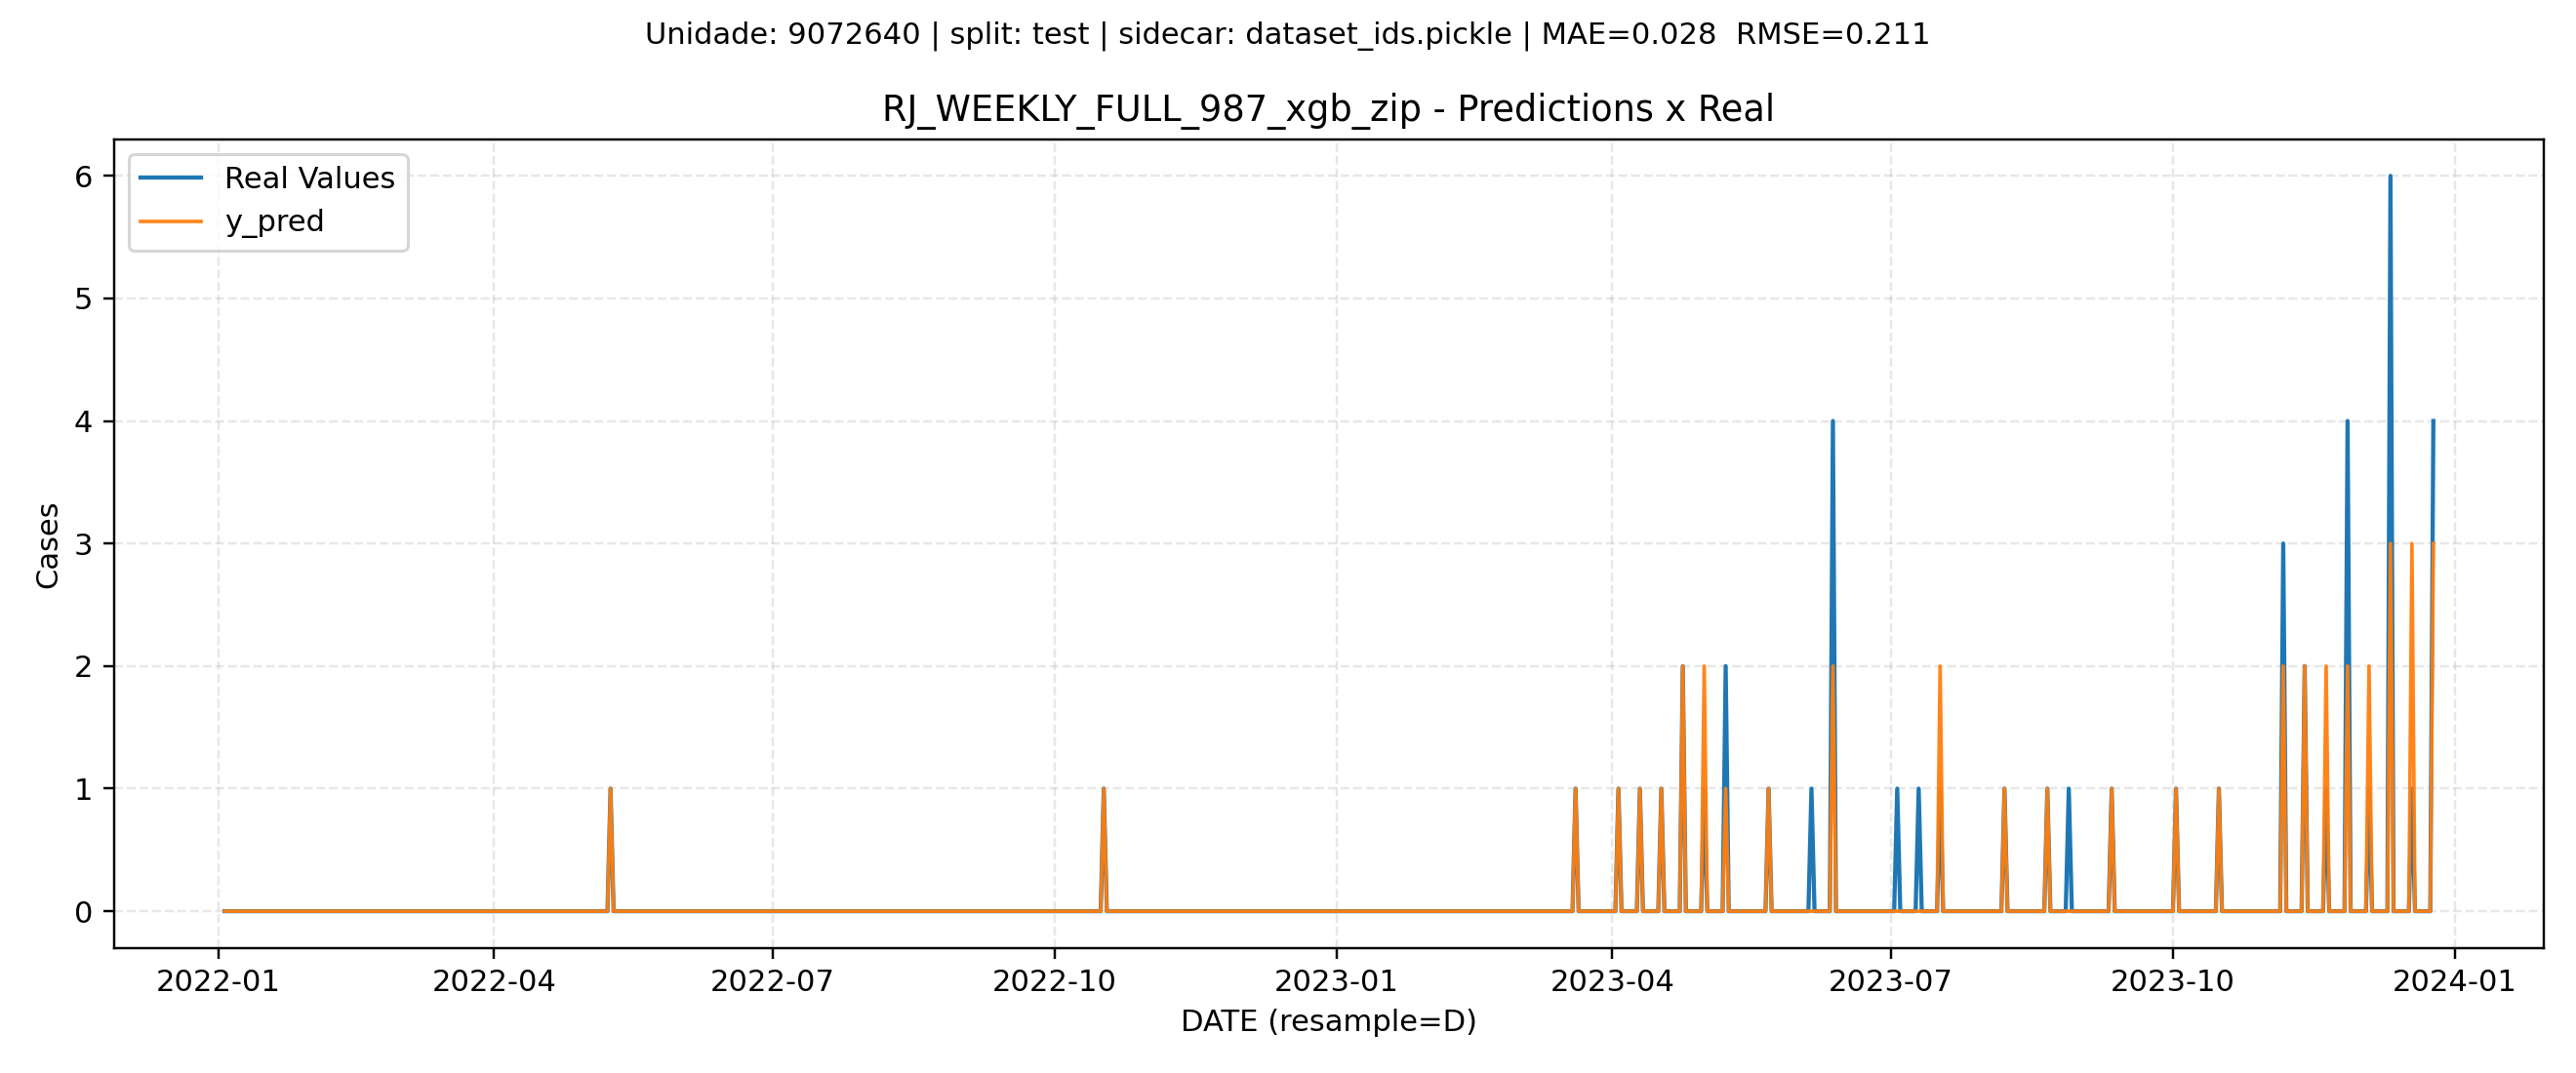 Unidade: 9072640 | split: test | sidecar: dataset_ids.pickle | MAE=0.028  RMSE=0.211
RJ_WEEKLY_FULL_987_xgb_zip - Predictions x Real
Real Values
y_pred
6
5
4
3
2
1
0
Cases
2022-01
2022-04
2022-07
2022-10
2023-01
2023-04
2023-07
2023-10
2024-01
DATE (resample=D)